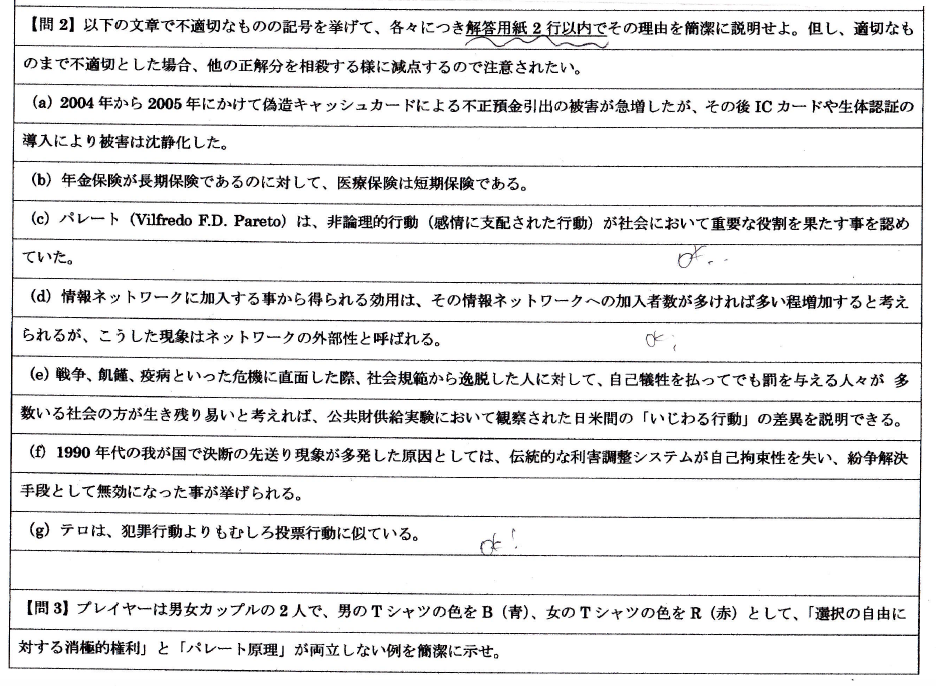 【問2】以下の文章で不適切なものの記号を挙げて、各々につき解答用紙2行以内でその理由を簡潔に説明せよ。但し、適切なも
のまで不適切とした場合、他の正解分を相殺する様に減点するので注意されたい。
(a) 2004年から2005年にかけて偽造キャッシュカードによる不正預金引出の被害が急増したが、その後ICカードや生体認証の
導入により被害は沈静化した。
(b) 年金保険が長期保険であるのに対して、医療保険は短期保険である。
(c) パレート (Vilfredo F.D. Pareto) は、非論理的行動(感情に支配された行動)が社会において重要な役割を果たす事を認め
ていた。
ok...
(d) 情報ネットワークに加入する事から得られる効用は、その情報ネットワークへの加入者数が多ければ多い程増加すると考え
られるが、こうした現象はネットワークの外部性と呼ばれる。
ok;
(e) 戦争、飢饉、疫病といった危機に直面した際、社会規範から逸脱した人に対して、自己犠牲を払ってでも罰を与える人々が 多
数いる社会の方が生き残り易いと考えれば、公共財供給実験において観察された日米間の「いじわる行動」の差異を説明できる。
(f) 1990年代の我が国で決断の先送り現象が多発した原因としては、伝統的な利害調整システムが自己拘束性を失い、紛争解決
手段として無効になった事が挙げられる。
(g) テロは、犯罪行動よりもむしろ投票行動に似ている。
ok!
【問3】プレイヤーは男女カップルの2人で、男のTシャツの色をB(青)、女のTシャツの色をR(赤)として、「選択の自由に
対する消極的権利」と「パレート原理」が両立しない例を簡潔に示せ。